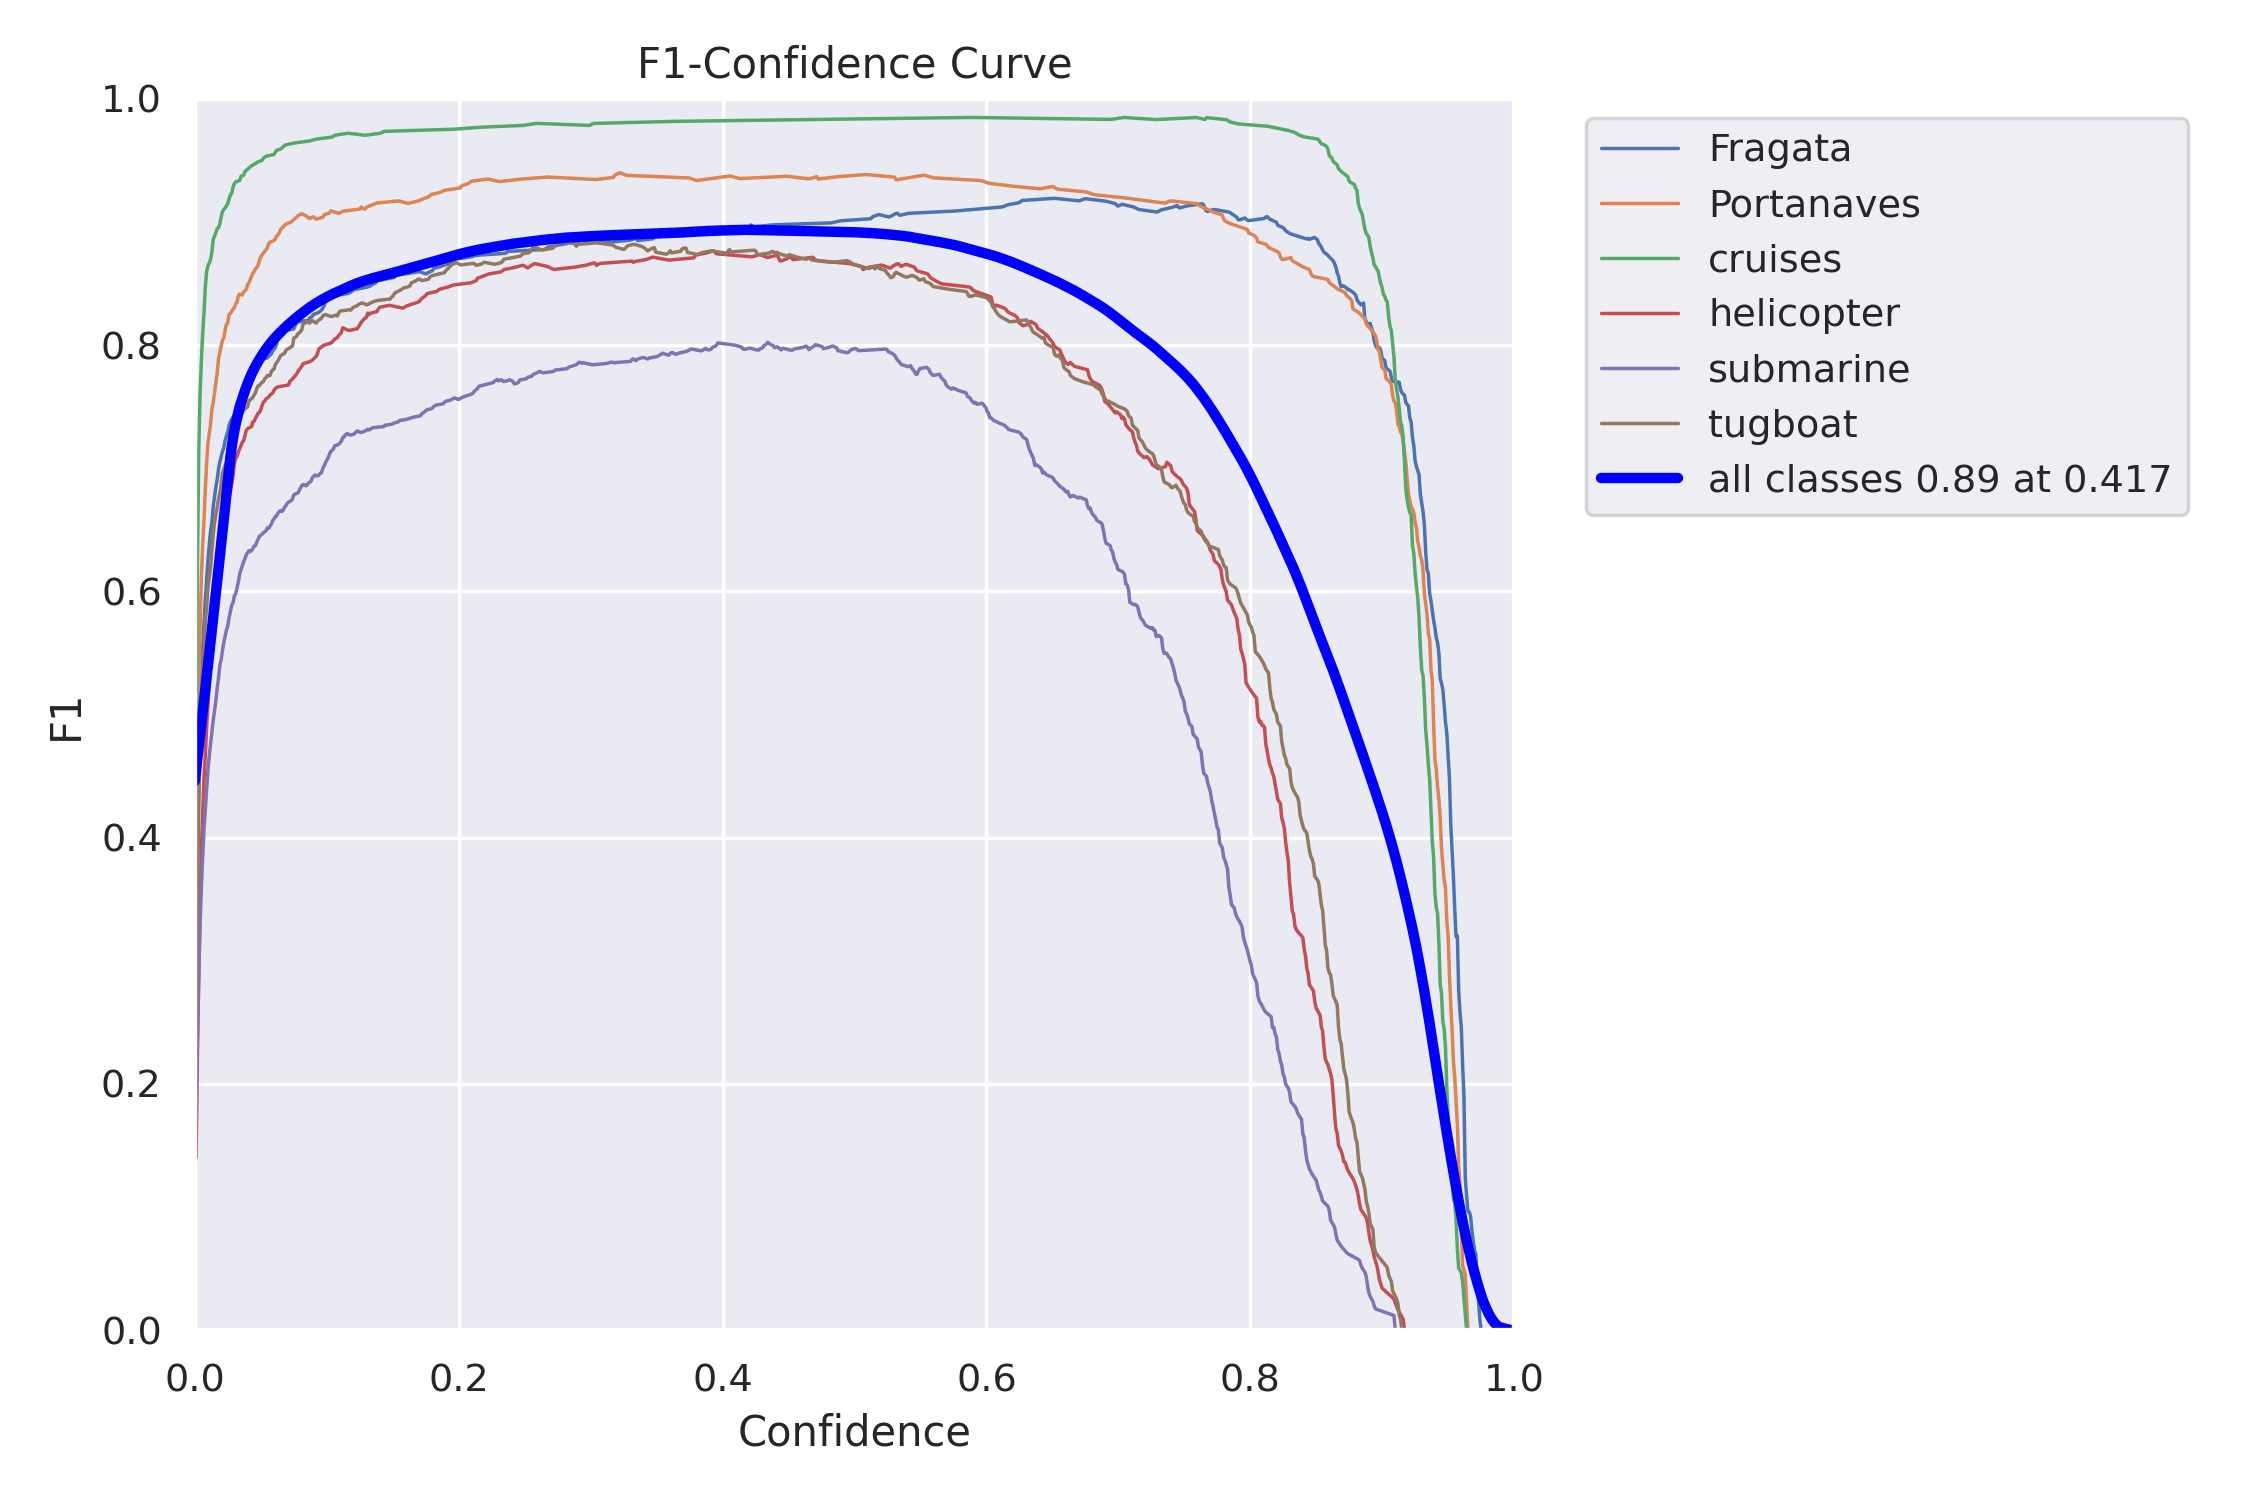 F1-Confidence Curve
1.0
0.8
0.6
0.4
0.2
0.0
F1
0.0 0.2 0.4 0.6 0.8 1.0
Confidence
Fragata
Portanaves
cruises
helicopter
submarine
tugboat
all classes 0.89 at 0.417